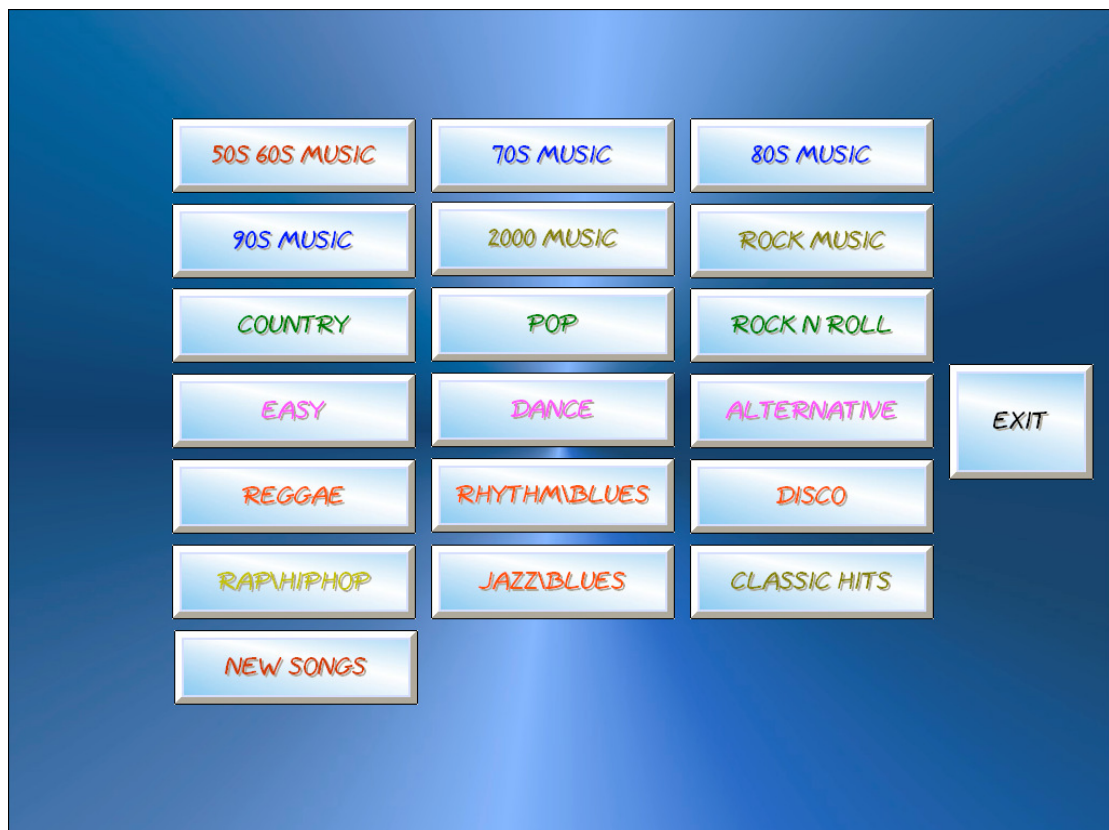 50S 60S MUSIC
70S MUSIC
80S MUSIC
90S MUSIC
2000 MUSIC
ROCK MUSIC
COUNTRY
POP
ROCK N ROLL
EASY
DANCE
ALTERNATIVE
EXIT
REGGAE
RHYTHM\BLUES
DISCO
RAP\HIPHOP
JAZZ\BLUES
CLASSIC HITS
NEW SONGS